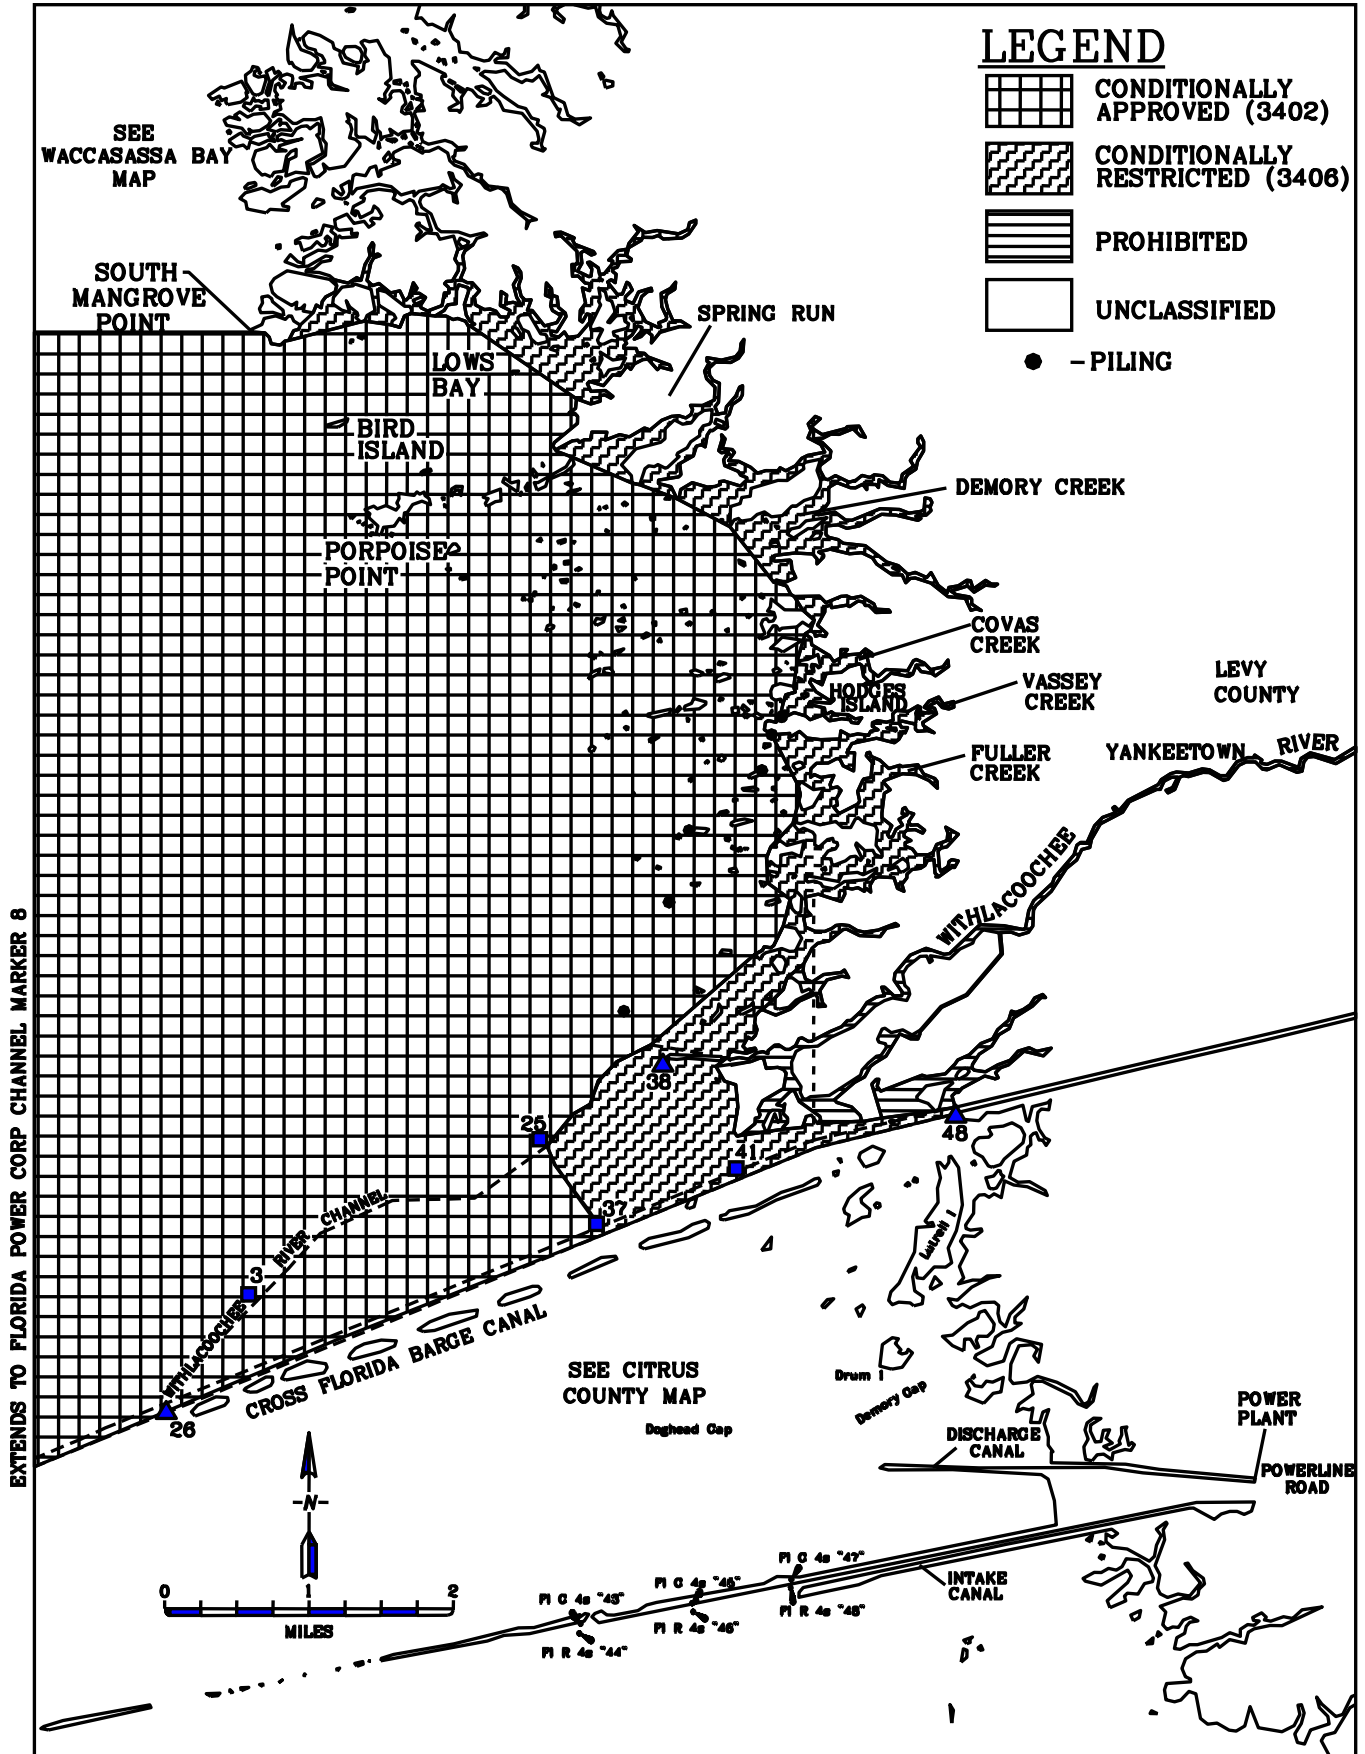 LEGEND
CONDITIONALLY
APPROVED (3402)
CONDITIONALLY
RESTRICTED (3406)
PROHIBITED
UNCLASSIFIED
-PILING
SEE
WACCASASSA BAY
MAP
SOUTH
MANGROVE
POINT
SPRING RUN
LOWS
BAY
BIRD
ISLAND
PORPOISE
POINT
DEMORY CREEK
COVAS
CREEK
HODGES
ISLAND
VASSEY
CREEK
LEVY
COUNTY
FULLER
CREEK
YANKEETOWN
WITHLACOOCHEE
RIVER
EXTENDS TO FLORIDA POWER CORP CHANNEL MARKER 8
38
25
48
41
37
3
26
WITHLACOOCHEE RIVER CHANNEL
CROSS FLORIDA BARGE CANAL
Lutrell I
SEE CITRUS
COUNTY MAP
Drum I
Demory Gap
Doghead Gap
POWER
PLANT
DISCHARGE
CANAL
POWERLINE
ROAD
-N-
0 1 2
MILES
Fl G 4s "47"
Fl G 4s "45"
Fl G 4s "43"
INTAKE
CANAL
Fl R 4s "48"
Fl R 4s "46"
Fl R 4s "44"